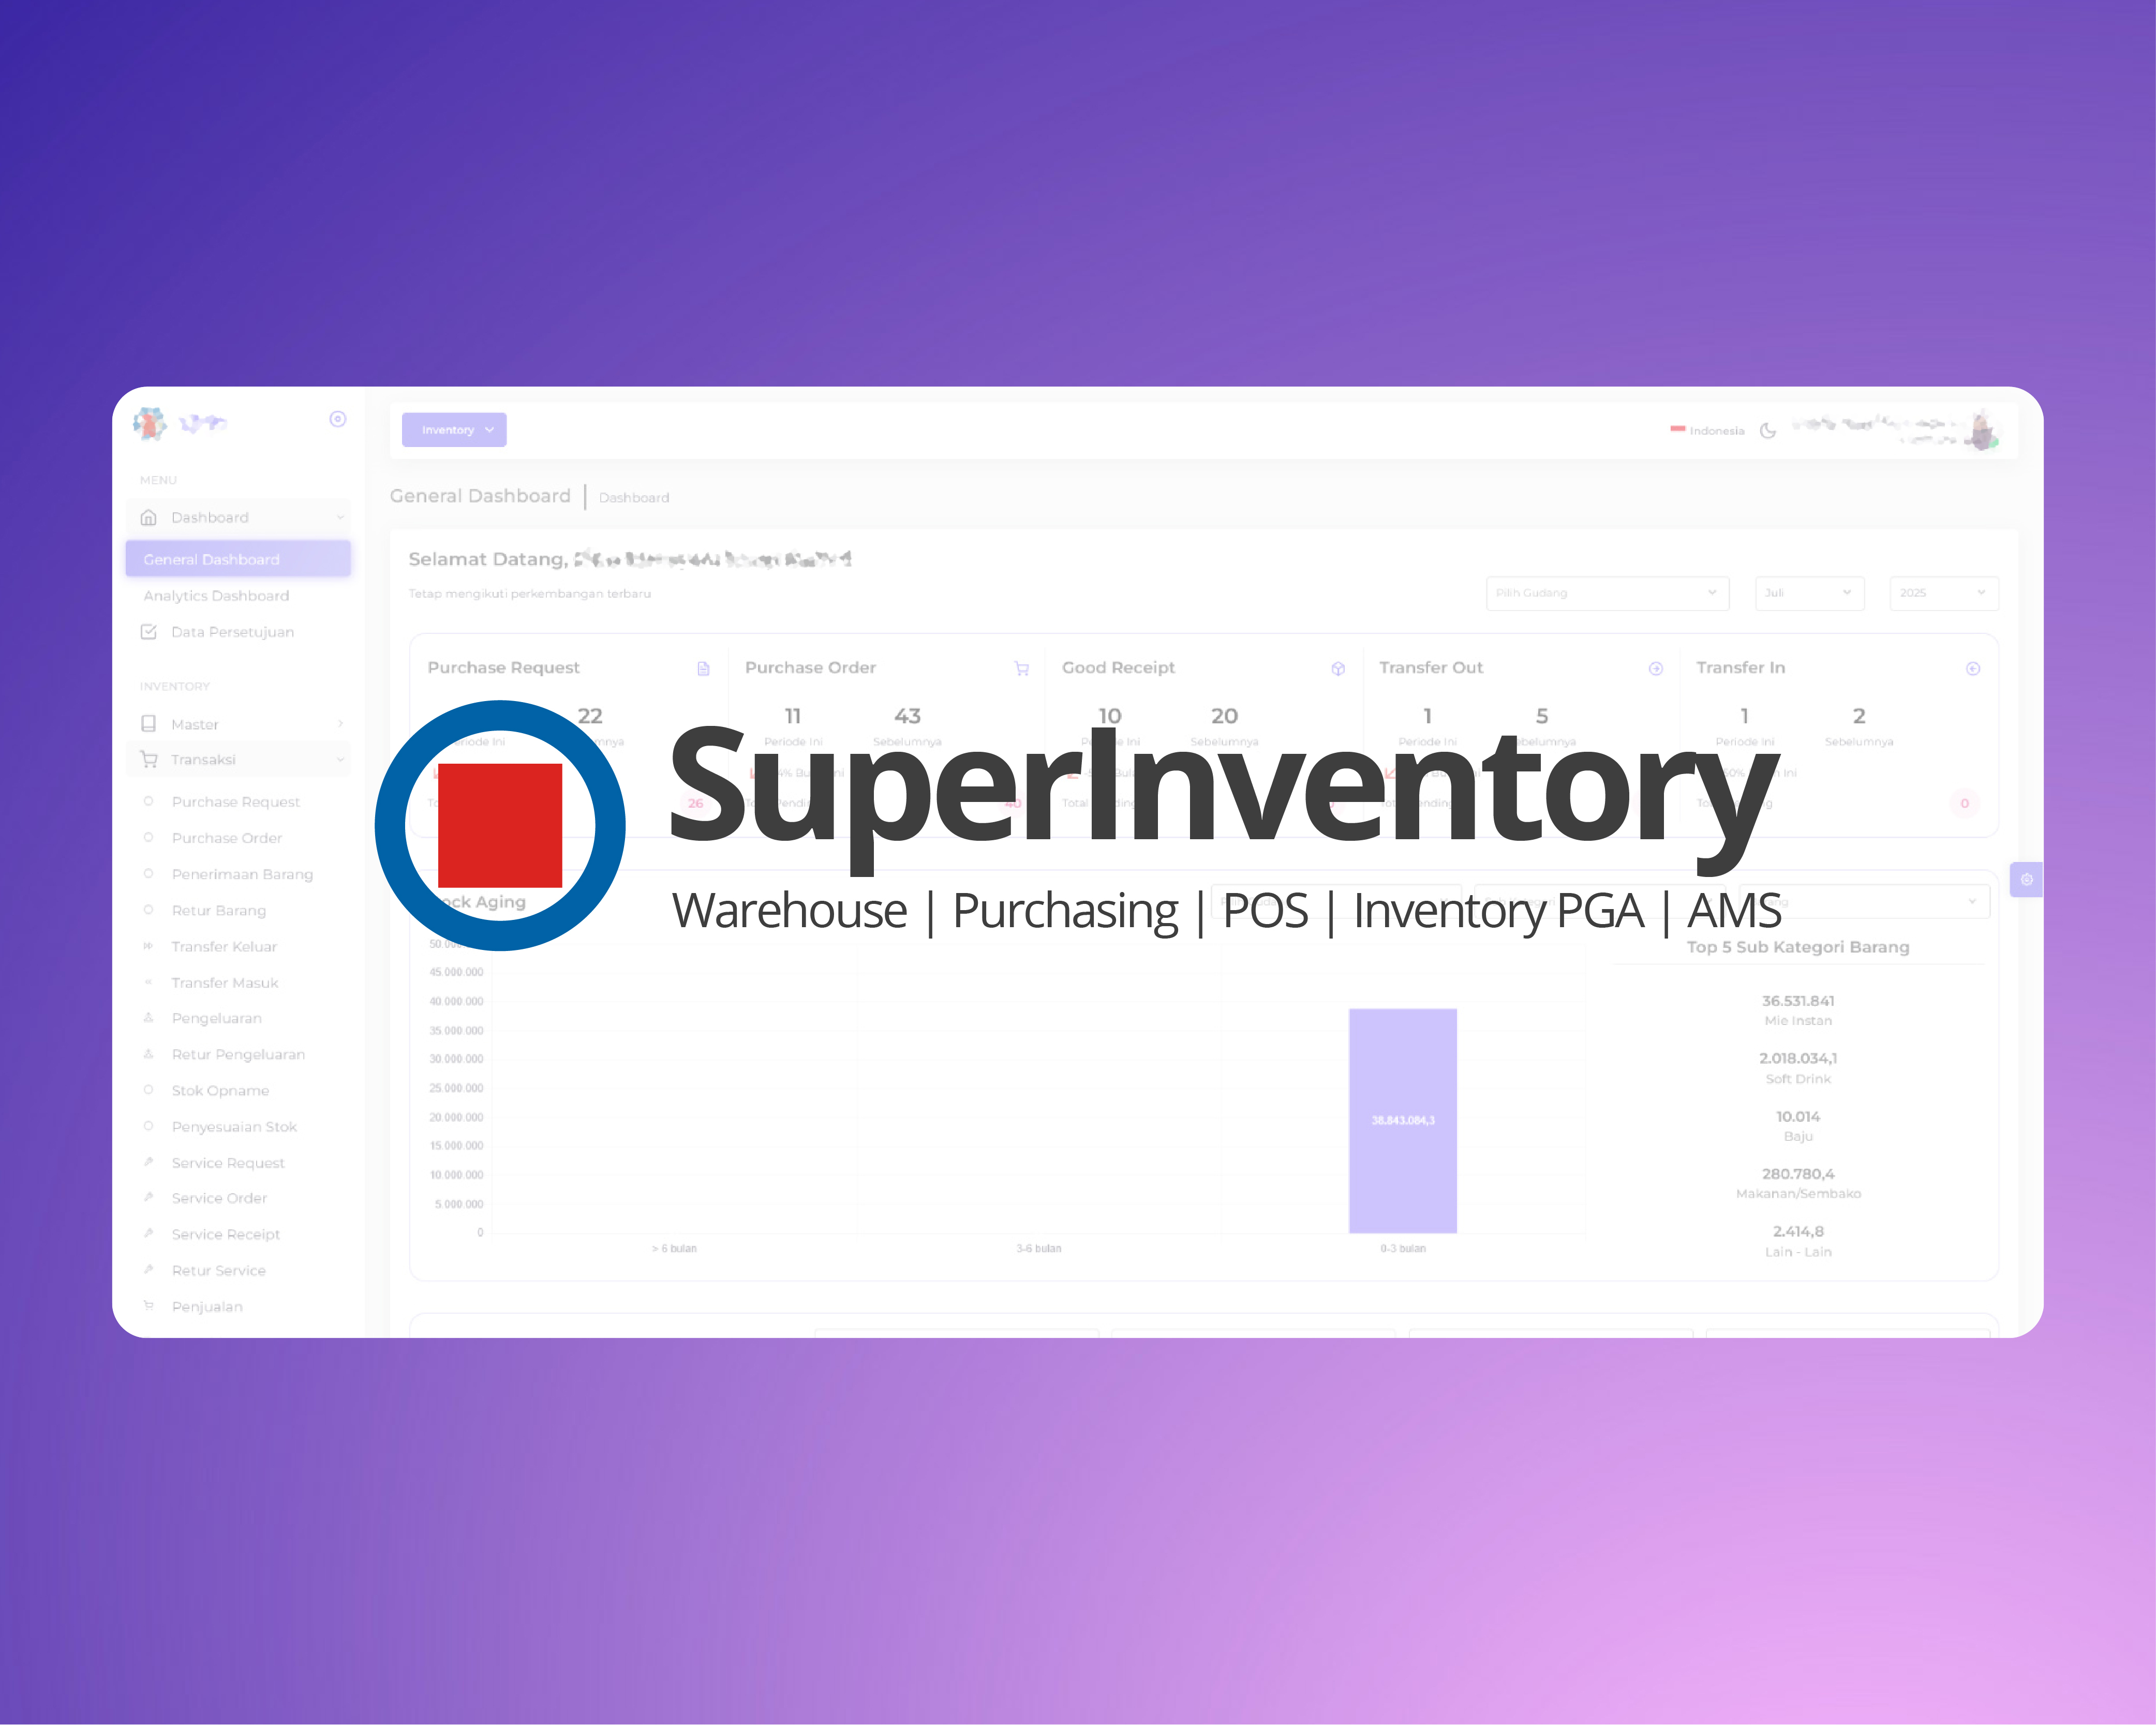 SuperInventory
Warehouse | Purchasing | POS | Inventory PGA | AMS
MENU
Dashboard
General Dashboard
Analytics Dashboard
Data Persetujuan
INVENTORY
Master
Transaksi
Purchase Request
Purchase Order
Penerimaan Barang
Retur Barang
Transfer Keluar
Transfer Masuk
Pengeluaran
Retur Pengeluaran
Stok Opname
Penyesuaian Stok
Service Request
Service Order
Service Receipt
Retur Service
Penjualan
Inventory
Indonesia
General Dashboard | Dashboard
Selamat Datang,
Tetap mengikuti perkembangan terbaru
Pilih Gudang
Juli
2025
Purchase Request
22
26
Purchase Order
11 43
Periode Ini Sebelumnya
40
Good Receipt
10 20
Sebelumnya
Total
Transfer Out
1 5
Periode Ini
Transfer In
1 2
Periode Ini Sebelumnya
0
Aging
45.000.000
40.000.000
35.000.000
30.000.000
25.000.000
20.000.000
15.000.000
10.000.000
5.000.000
0
38.843.084,3
> 6 bulan
3-6 bulan
0-3 bulan
Top 5 Sub Kategori Barang
36.531.841
Mie Instan
2.018.034,1
Soft Drink
10.014
Baju
280.780,4
Makanan/Sembako
2.414,8
Lain - Lain